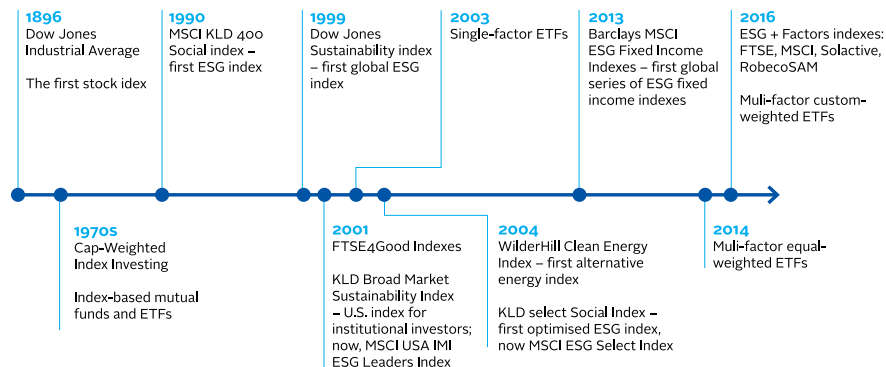 1896
Dow Jones
Industrial Average
The first stock idex
1990
MSCI KLD 400
Social index –
first ESG index
1999
Dow Jones
Sustainability index
– first global ESG
index
2003
Single-factor ETFs
2013
Barclays MSCI
ESG Fixed Income
Indexes – first global
series of ESG fixed
income indexes
2016
ESG + Factors indexes:
FTSE, MSCI, Solactive,
RobecoSAM
Muli-factor custom-
weighted ETFs
1970s
Cap-Weighted
Index Investing
Index-based mutual
funds and ETFs
2001
FTSE4Good Indexes
KLD Broad Market
Sustainability Index
– U.S. index for
institutional investors;
now, MSCI USA IMI
ESG Leaders Index
2004
WilderHill Clean Energy
Index – first alternative
energy index
KLD select Social Index –
first optimised ESG index,
now MSCI ESG Select Index
2014
Muli-factor equal-
weighted ETFs